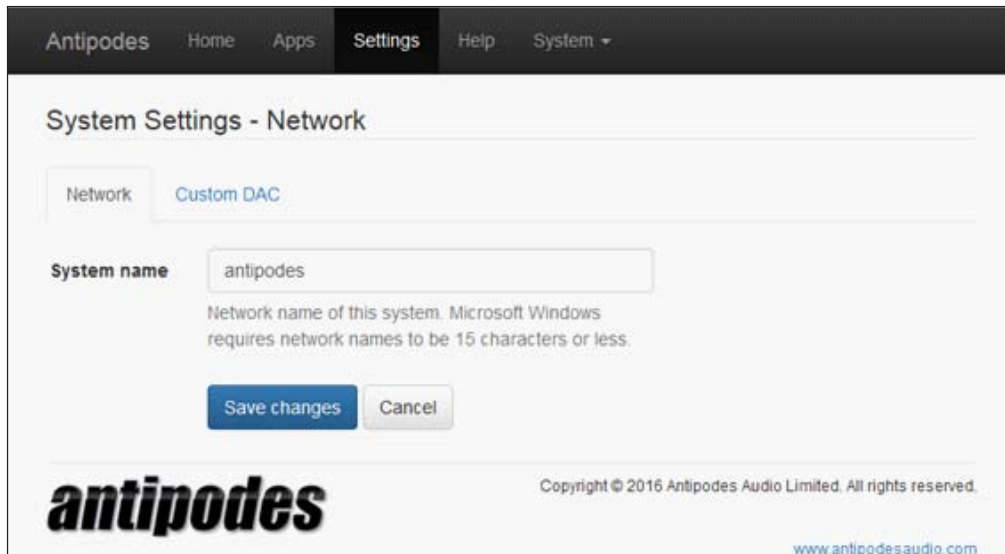 Antipodes Home Apps Settings Help System
System Settings - Network
Network Custom DAC
System name antipodes
Network name of this system. Microsoft Windows
requires network names to be 15 characters or less.
Save changes Cancel
antipodes Copyright © 2016 Antipodes Audio Limited. All rights reserved.
www.antipodesaudio.com